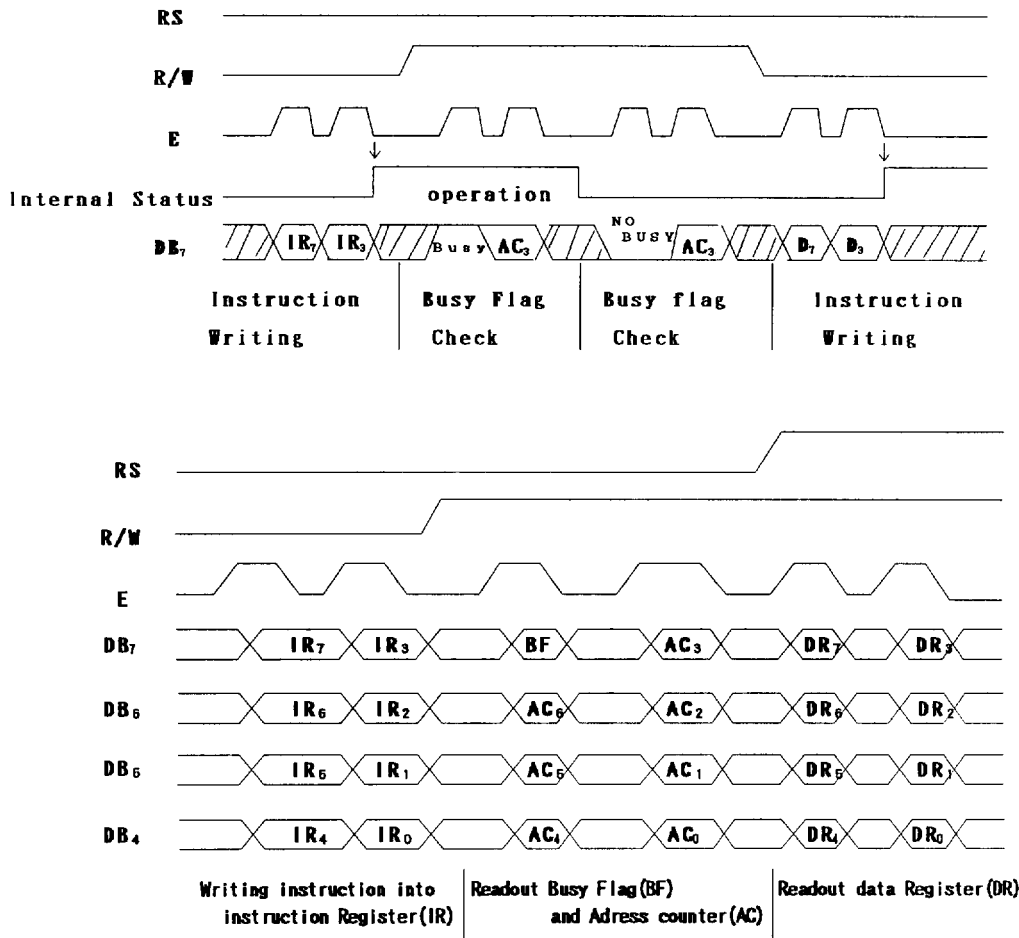 RS
R/W
E
Internal Status operation
DB₇ IR₇ IR₃ Busy AC₃ NO BUSY AC₃ D₇ D₃
Instruction Busy Flag Busy flag Instruction
Writing Check Check Writing
RS
R/W
E
DB₇ IR₇ IR₃ BF AC₃ DR₇ DR₃
DB₆ IR₆ IR₂ AC₆ AC₂ DR₆ DR₂
DB₅ IR₅ IR₁ AC₅ AC₁ DR₅ DR₁
DB₄ IR₄ IR₀ AC₄ AC₀ DR₄ DR₀
Writing instruction into Readout Busy Flag(BF) Readout data Register(DR)
instruction Register(IR) and Adress counter(AC)